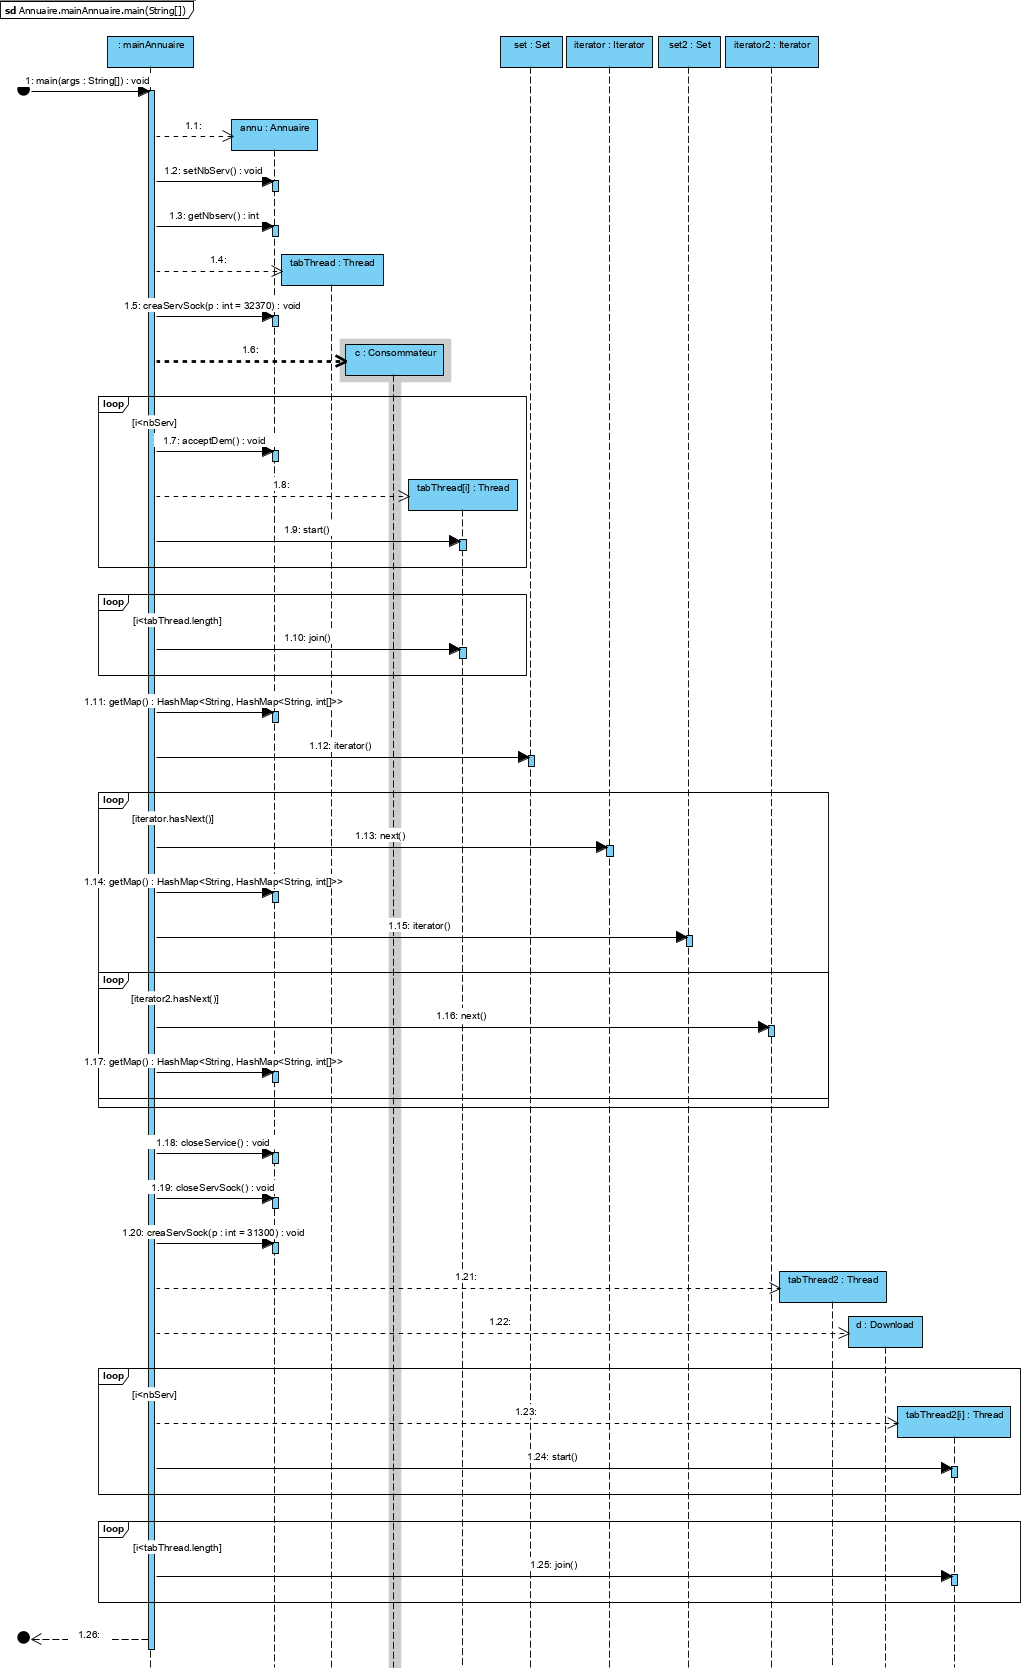 sd Annuaire.mainAnnuaire.main(String[])
: mainAnnuaire
set : Set
iterator : Iterator
set2 : Set
iterator2 : Iterator
1: main(args : String[]) : void
1.1:
annu : Annuaire
1.2: setNbServ() : void
1.3: getNbserv() : int
1.4:
tabThread : Thread
1.5: creaServSock(p : int = 32370) : void
1.6:
c : Consommateur
loop
[i<nbServ]
1.7: acceptDem() : void
1.8:
tabThread[i] : Thread
1.9: start()
loop
[i<tabThread.length]
1.10: join()
1.11: getMap() : HashMap<String, HashMap<String, int[]>>
1.12: iterator()
loop
[iterator.hasNext()]
1.13: next()
1.14: getMap() : HashMap<String, HashMap<String, int[]>>
1.15: iterator()
loop
[iterator2.hasNext()]
1.16: next()
1.17: getMap() : HashMap<String, HashMap<String, int[]>>
1.18: closeService() : void
1.19: closeServSock() : void
1.20: creaServSock(p : int = 31300) : void
1.21:
tabThread2 : Thread
1.22:
d : Download
loop
[i<nbServ]
1.23:
tabThread2[i] : Thread
1.24: start()
loop
[i<tabThread.length]
1.25: join()
1.26: